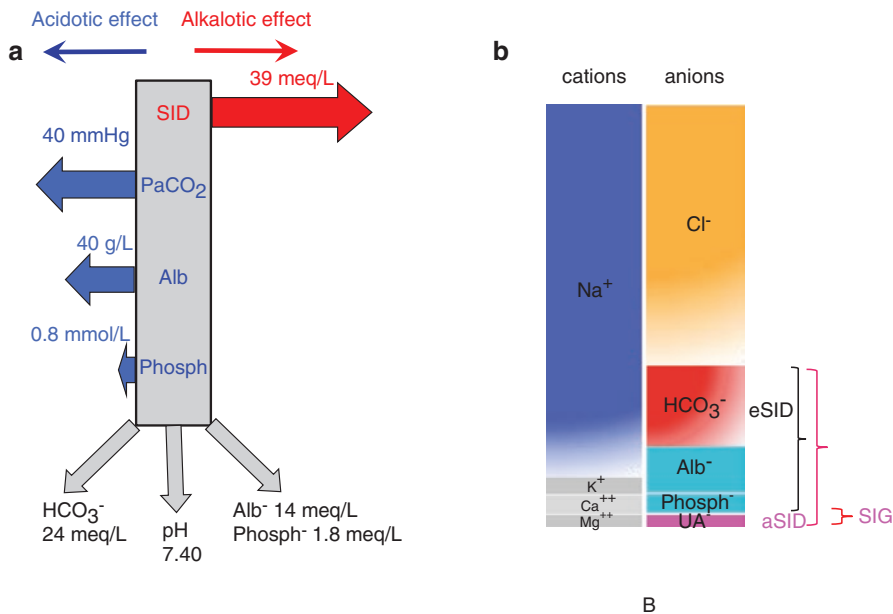 Acidotic effect
Alkalotic effect
a
39 meq/L
SID
40 mmHg
PaCO₂
40 g/L
Alb
0.8 mmol/L
Phosph
HCO₃⁻
24 meq/L
pH
7.40
Alb⁻ 14 meq/L
Phosph⁻ 1.8 meq/L
b
cations
anions
Cl⁻
Na⁺
HCO₃⁻
eSID
Alb⁻
K⁺
Ca⁺⁺
Phosph⁻
Mg⁺⁺
UA⁻
aSID
SIG
B